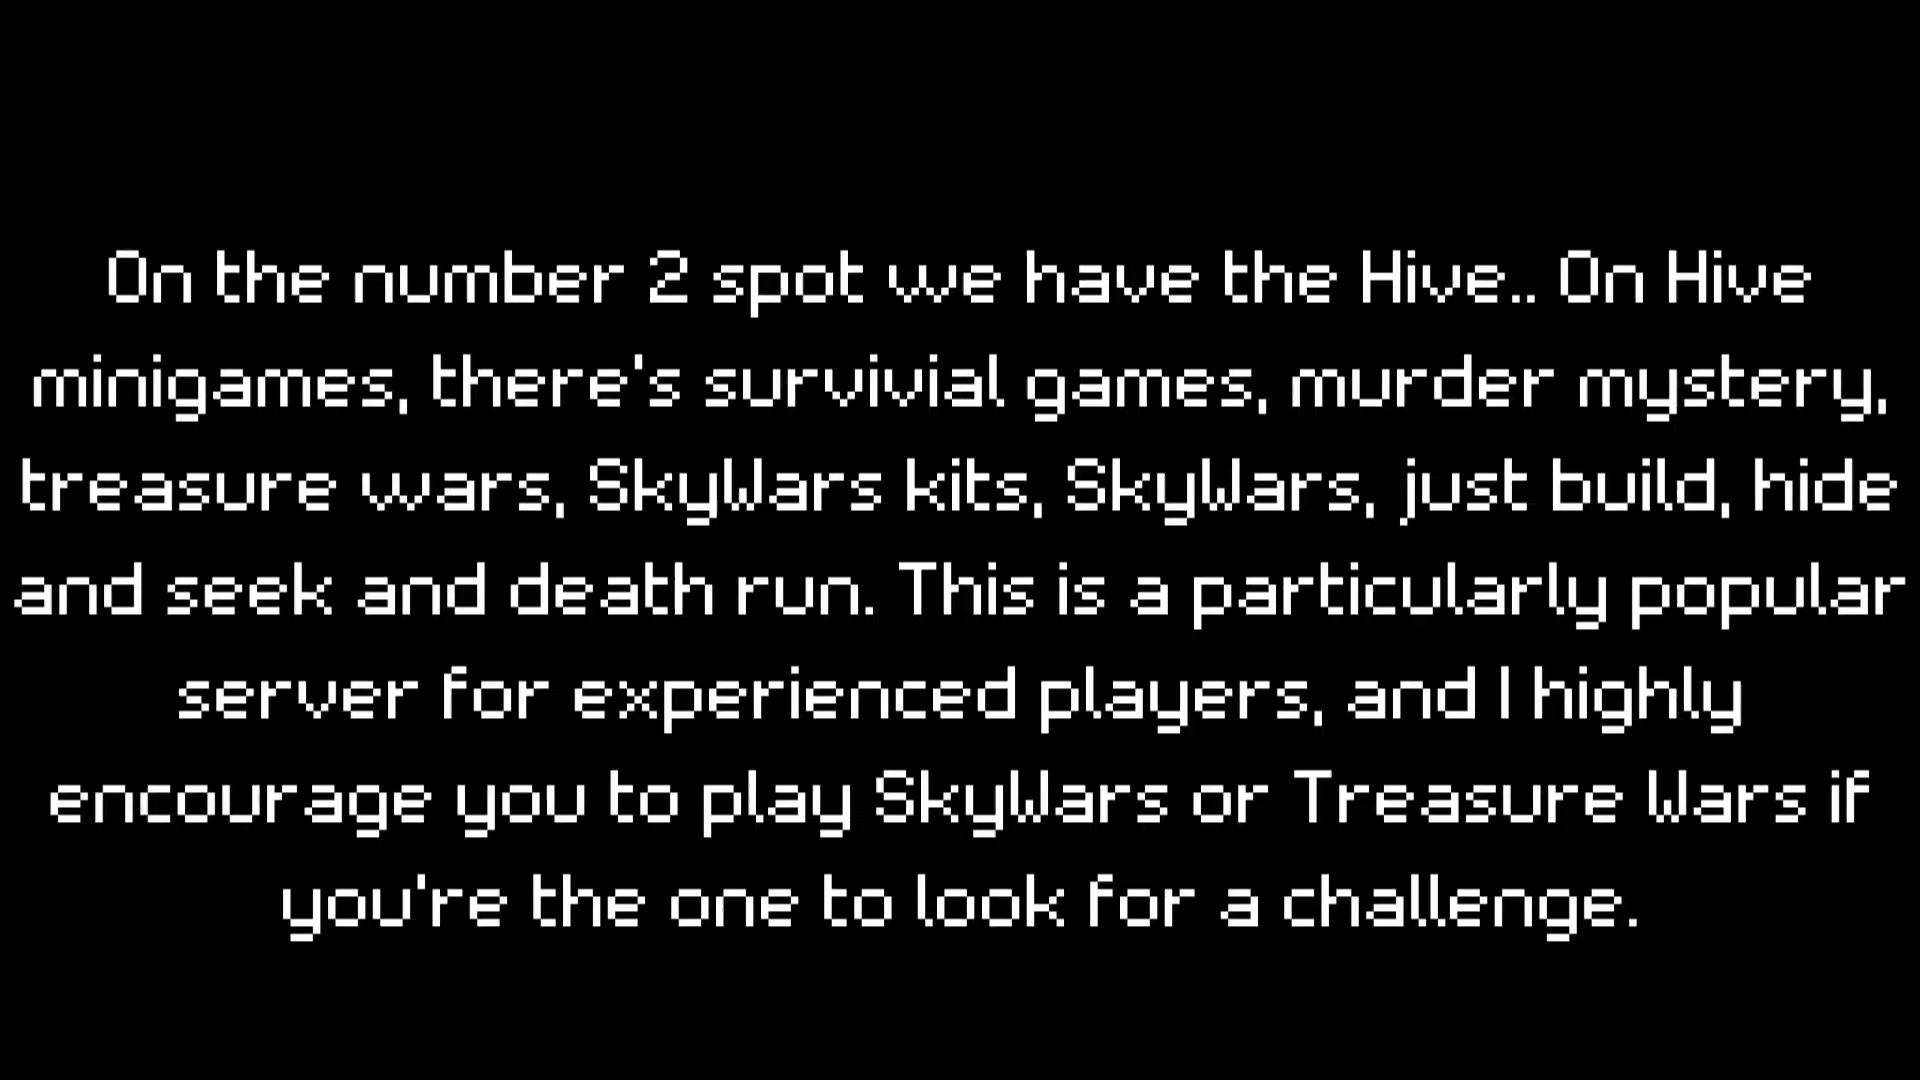 On the number 2 spot we have the Hive.. On Hive
minigames, there's survivial games, murder mystery,
treasure wars, SkyWars kits, SkyWars, just build, hide
and seek and death run. This is a particularly popular
server for experienced players, and I highly
encourage you to play SkyWars or Treasure Wars if
you're the one to look for a challenge.